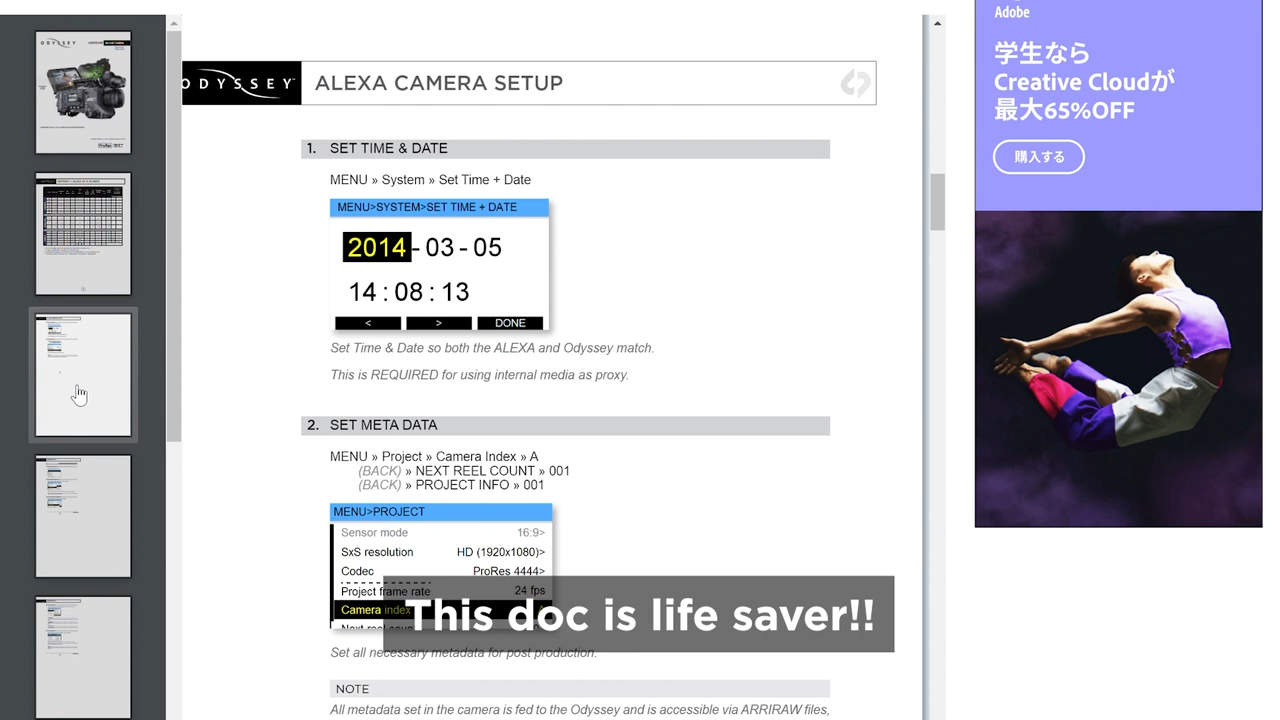 ODYSSEY
ALEXA CAMERA SETUP
1. SET TIME & DATE
MENU » System » Set Time + Date
MENU>SYSTEM>SET TIME + DATE
2014-03-05
14:08:13
< > DONE
Set Time & Date so both the ALEXA and Odyssey match.
This is REQUIRED for using internal media as proxy.
2. SET META DATA
MENU » Project » Camera Index » A
(BACK) » NEXT REEL COUNT » 001
(BACK) » PROJECT INFO » 001
MENU>PROJECT
Sensor mode 16:9>
SxS resolution HD (1920x1080)>
Codec ProRes 4444>
Project frame rate 24 fps
Camera index
This doc is life saver!!
Set all necessary metadata for post production.
NOTE
All metadata set in the camera is fed to the Odyssey and is accessible via ARRIRAW files,
Adobe
学生なら
Creative Cloudが
最大65%OFF
購入する